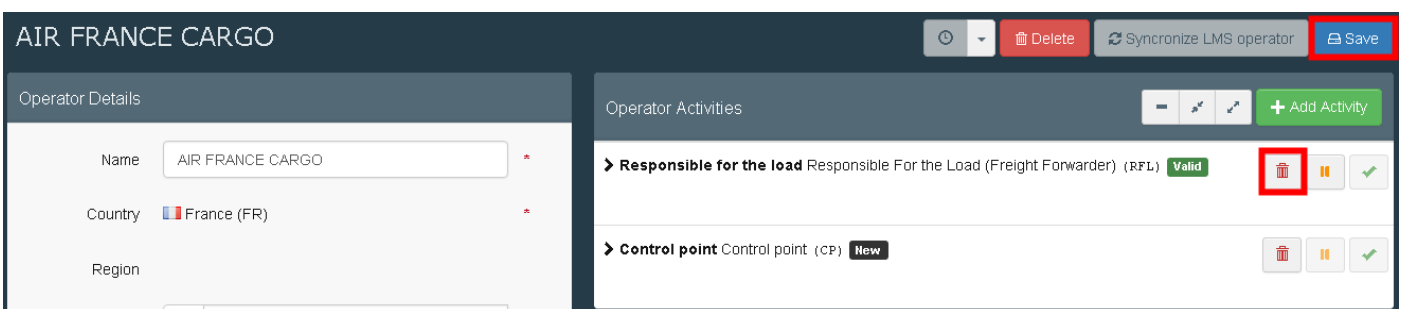 AIR FRANCE CARGO
Delete
Syncronize LMS operator
Save
Operator Details
Name AIR FRANCE CARGO *
Country France (FR) *
Region
Operator Activities
Add Activity
Responsible for the load Responsible For the Load (Freight Forwarder) (RFL) Valid
Control point Control point (CP) New